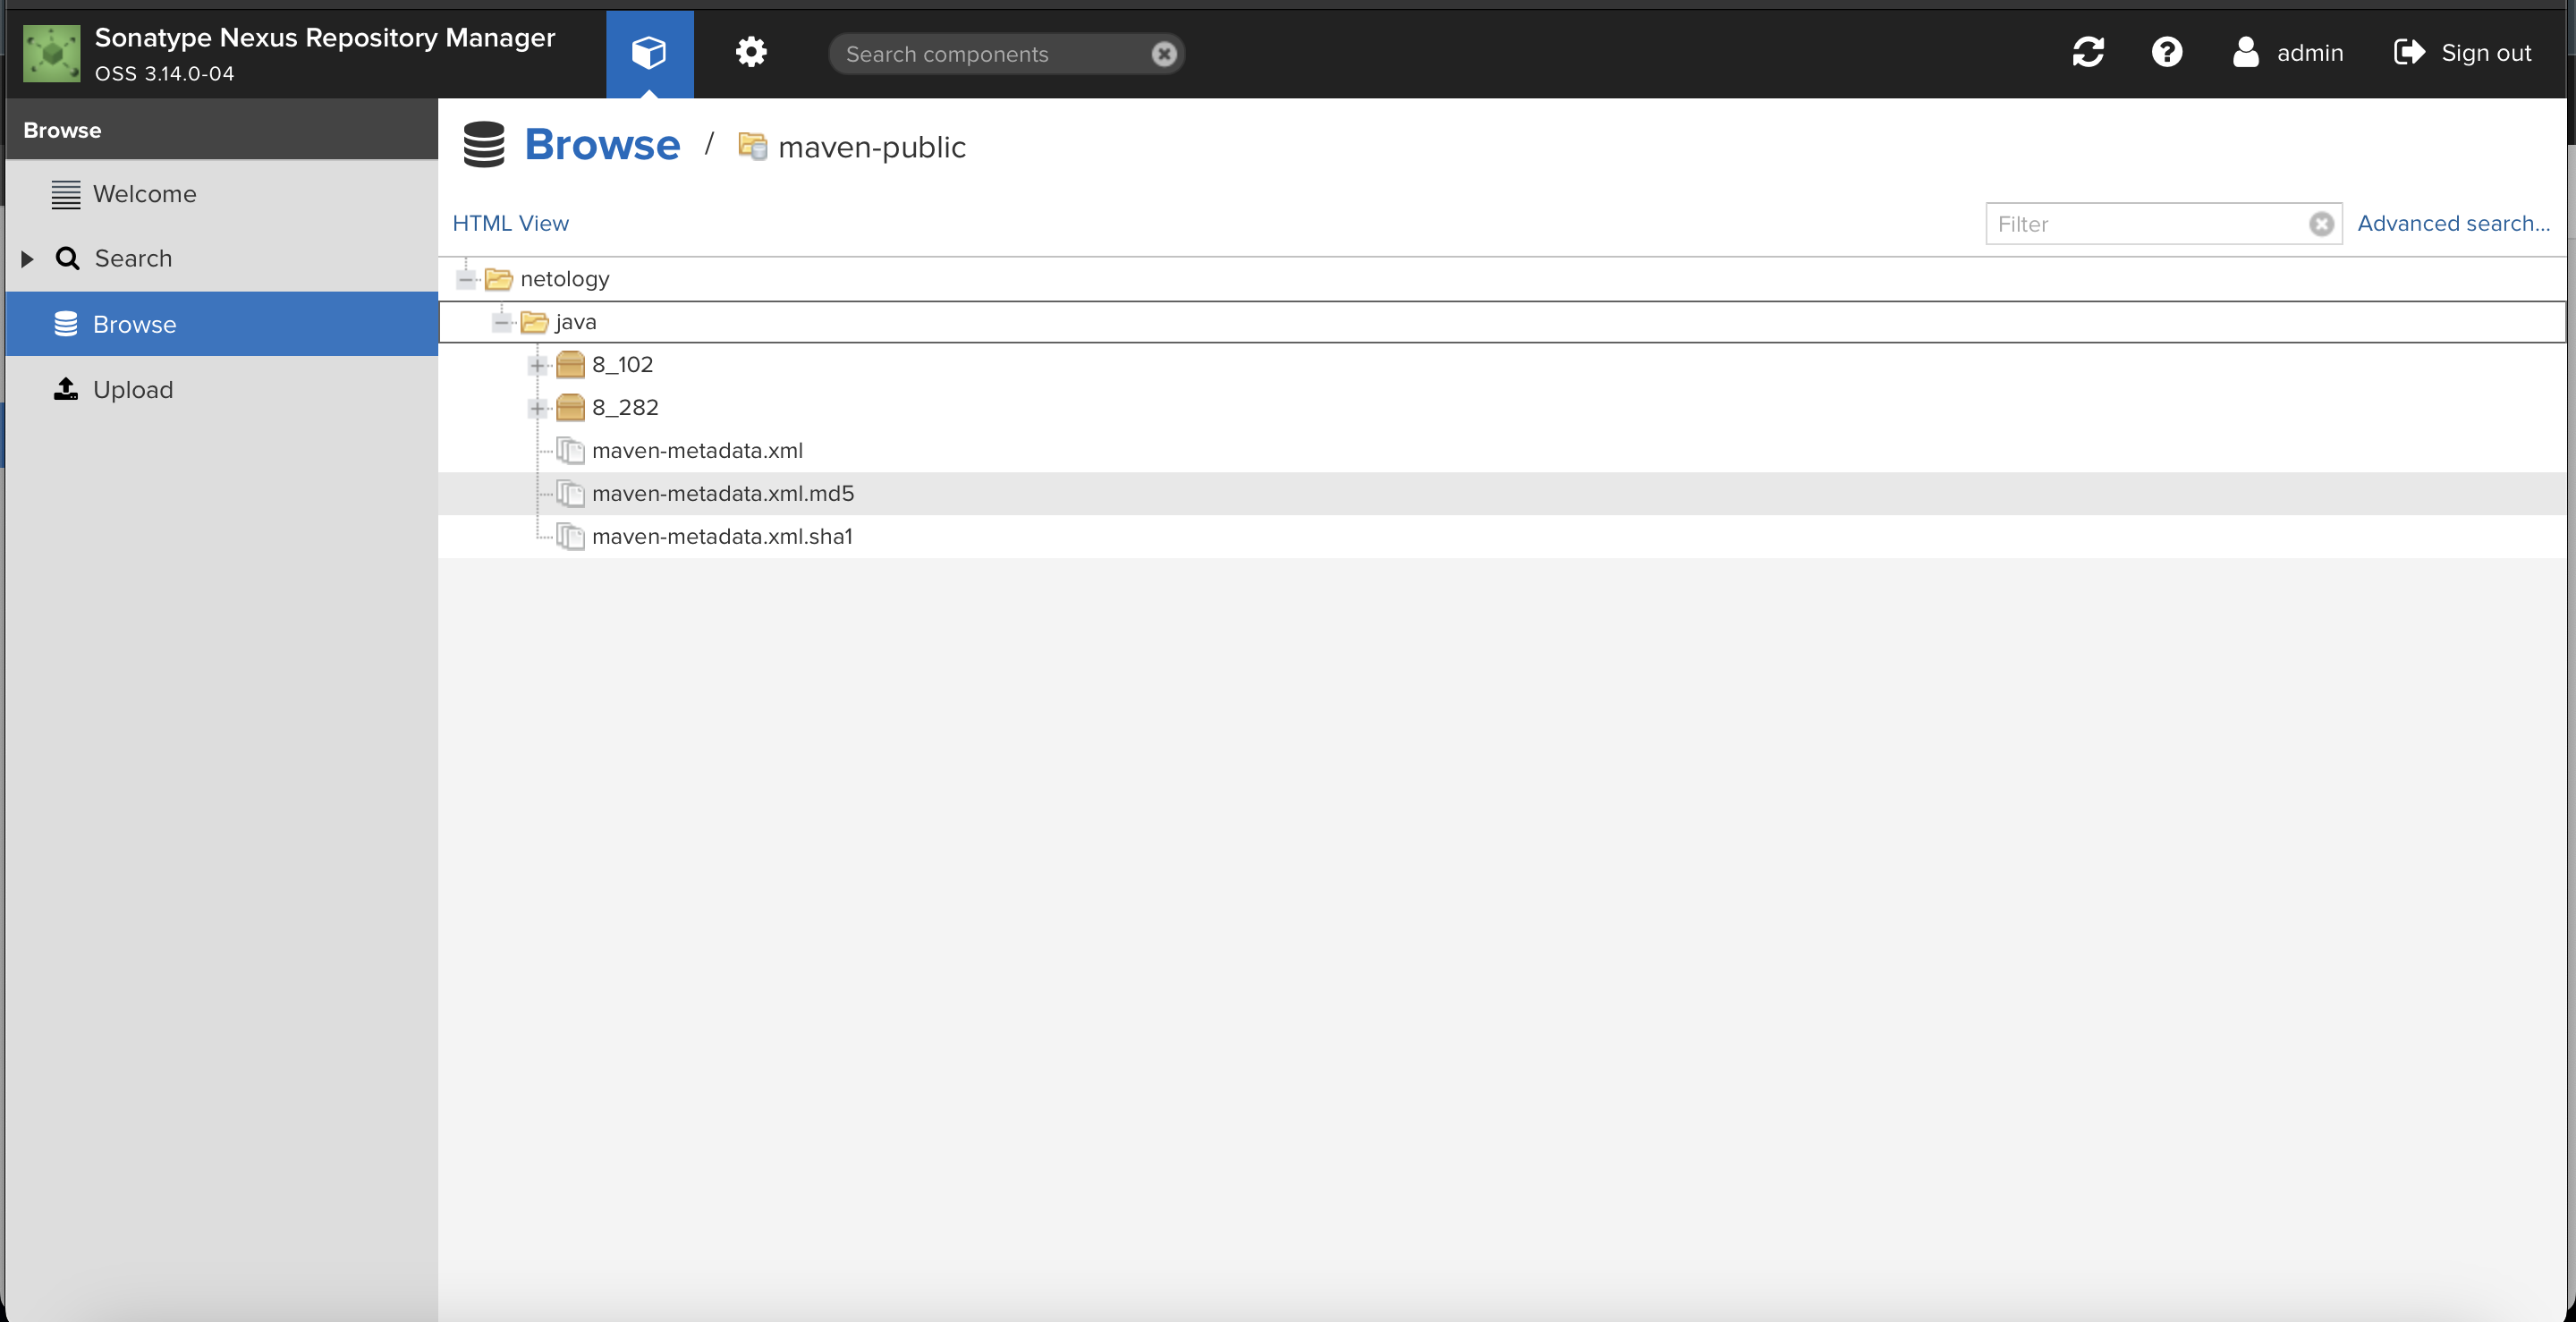 Sonatype Nexus Repository Manager
OSS 3.14.0-04
Search components
admin
Sign out
Browse
Welcome
Search
Browse
Upload
Browse / maven-public
HTML View
Filter
Advanced search...
netology
java
8_102
8_282
maven-metadata.xml
maven-metadata.xml.md5
maven-metadata.xml.sha1